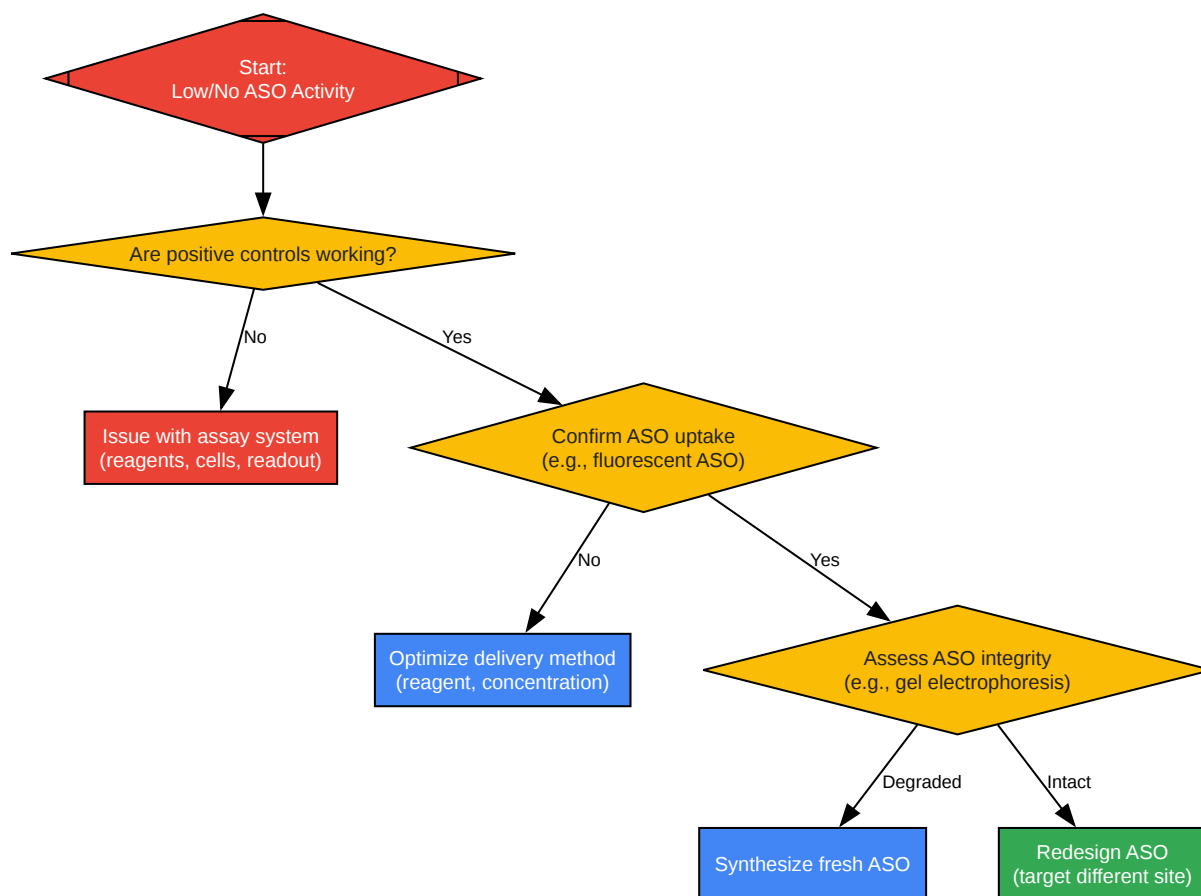 Start:
Low/No ASO Activity
Are positive controls working?
No
Yes
Issue with assay system
(reagents, cells, readout)
Confirm ASO uptake
(e.g., fluorescent ASO)
No
Yes
Optimize delivery method
(reagent, concentration)
Assess ASO integrity
(e.g., gel electrophoresis)
Degraded
Intact
Synthesize fresh ASO
Redesign ASO
(target different site)